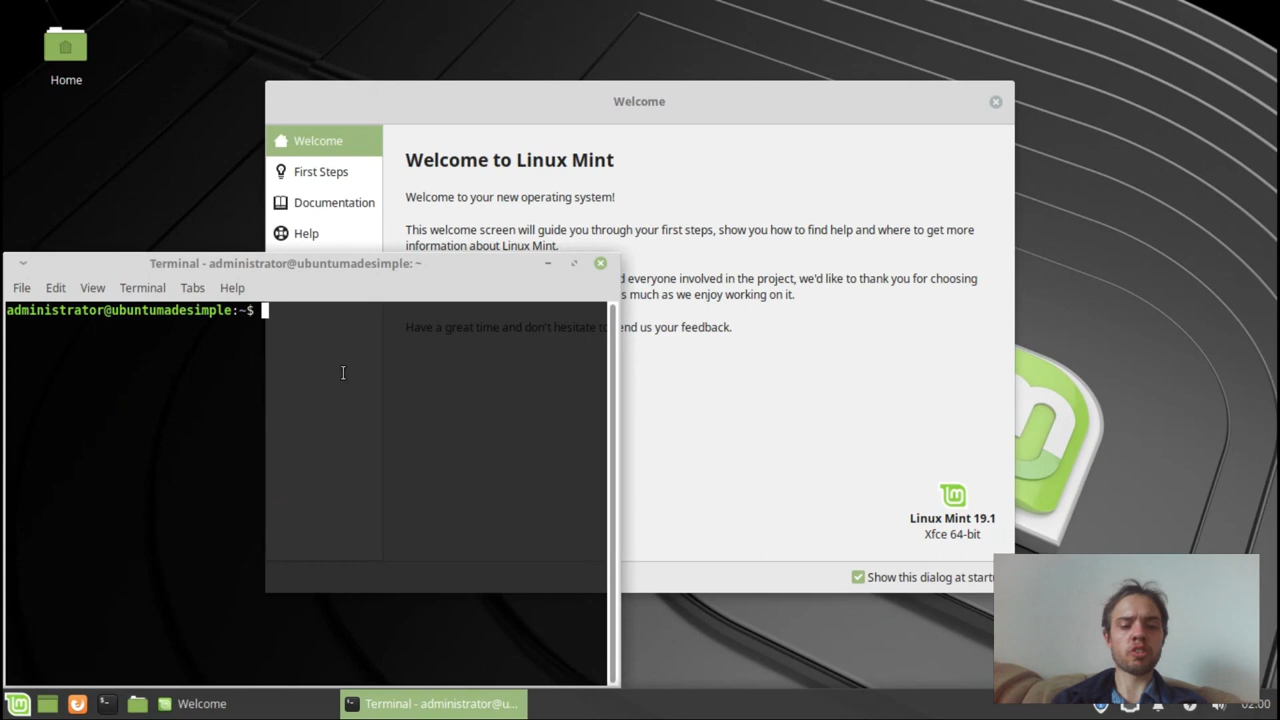 Home
Welcome
Welcome
First Steps
Documentation
Help
Welcome to Linux Mint
Welcome to your new operating system!
This welcome screen will guide you through your first steps, show you how to find help and where to get more
information about Linux Mint.
d everyone involved in the project, we'd like to thank you for choosing
s much as we enjoy working on it.
Have a great time and don't hesitate to send us your feedback.
Linux Mint 19.1
Xfce 64-bit
Show this dialog at start
Terminal - administrator@ubuntumadesimple: ~
File Edit View Terminal Tabs Help
administrator@ubuntumadesimple:~$
Welcome
Terminal - administrator@u...
02:00